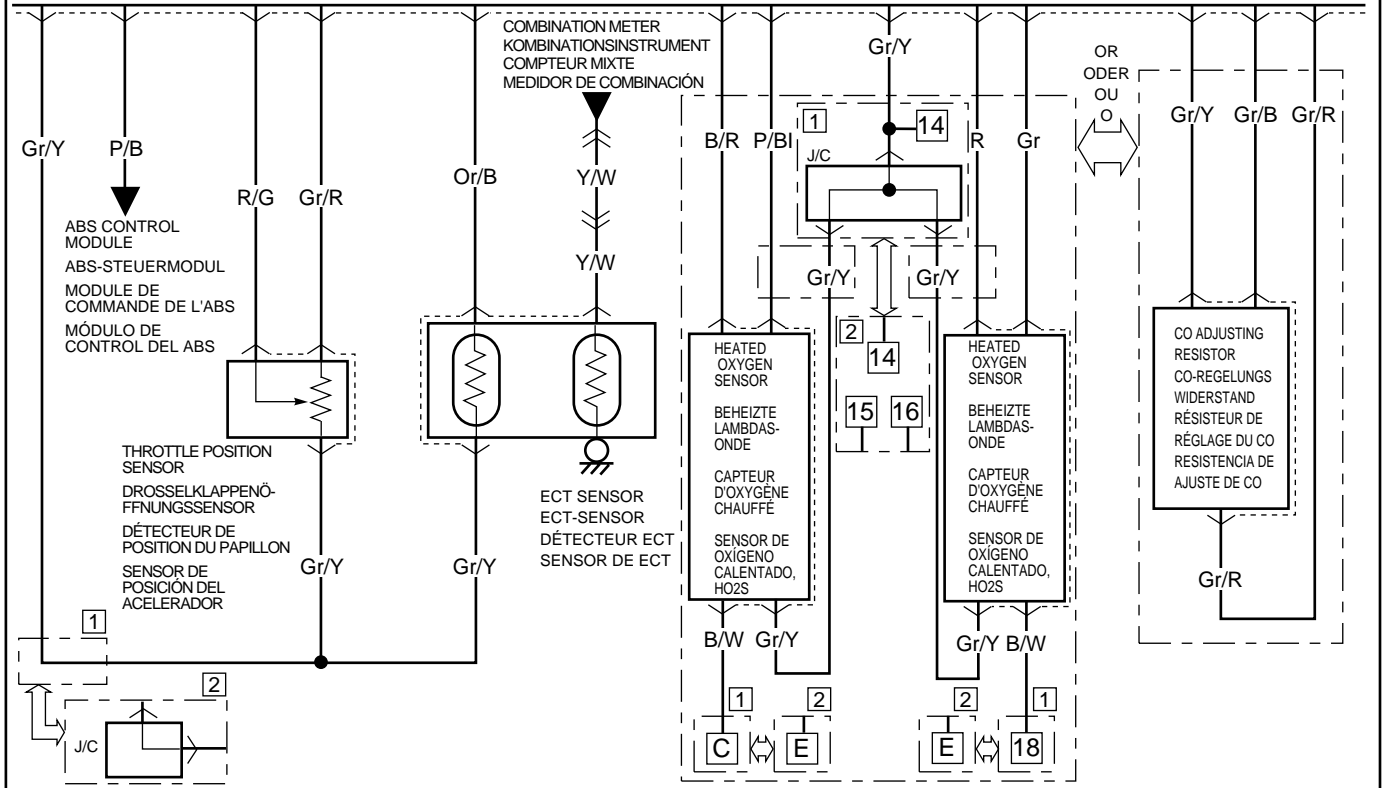 COMBINATION METER
KOMBINATIONSINSTRUMENT
COMPTEUR MIXTE
MEDIDOR DE COMBINACIÓN
Gr/Y
OR
ODER
OU
O
Gr/Y
P/B
R/G
Gr/R
Or/B
Y/W
Y/W
B/R
P/Bl
1
14
J/C
R
Gr
Gr/Y
Gr/B
Gr/R
ABS CONTROL
MODULE
ABS-STEUERMODUL
MODULE DE
COMMANDE DE L'ABS
MÓDULO DE
CONTROL DEL ABS
Gr/Y
Gr/Y
2
14
15
16
THROTTLE POSITION
SENSOR
DROSSELKLAPPENÖ-
FFNUNGSSENSOR
DÉTECTEUR DE
POSITION DU PAPILLON
SENSOR DE
POSICIÓN DEL
ACELERADOR
Gr/Y
Gr/Y
ECT SENSOR
ECT-SENSOR
DÉTECTEUR ECT
SENSOR DE ECT
HEATED
OXYGEN
SENSOR
BEHEIZTE
LAMBDAS-
ONDE
CAPTEUR
D'OXYGÈNE
CHAUFFÉ
SENSOR DE
OXÍGENO
CALENTADO,
HO2S
HEATED
OXYGEN
SENSOR
BEHEIZTE
LAMBDAS-
ONDE
CAPTEUR
D'OXYGÈNE
CHAUFFÉ
SENSOR DE
OXÍGENO
CALENTADO,
HO2S
CO ADJUSTING
RESISTOR
CO-REGELUNGS
WIDERSTAND
RÉSISTEUR DE
RÉGLAGE DU CO
RESISTENCIA DE
AJUSTE DE CO
Gr/R
B/W
Gr/Y
Gr/Y
B/W
1
2
J/C
1
2
C
E
2
1
E
18